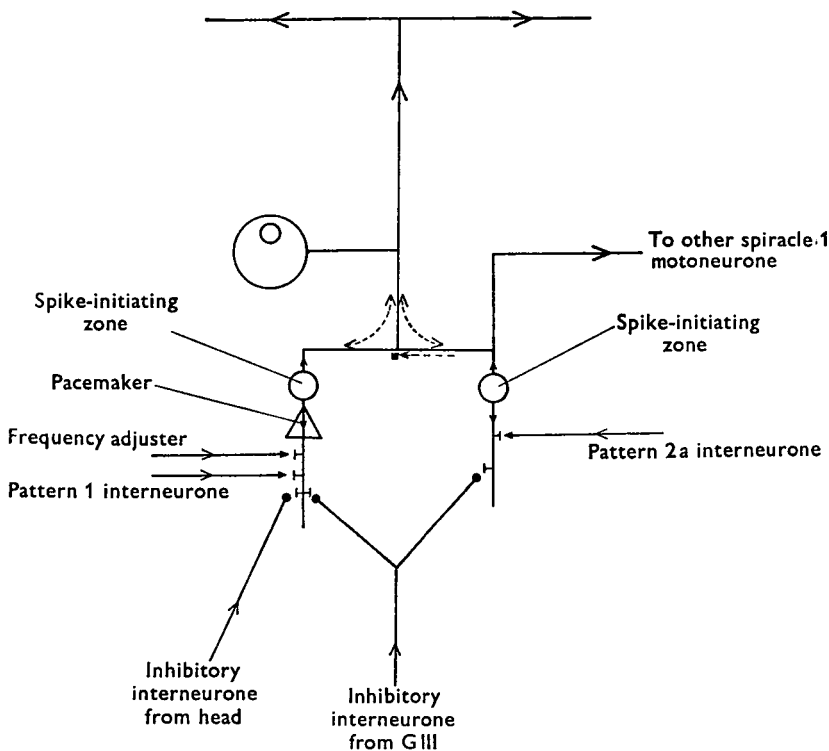 To other spiracle 1
motoneurone
Spike-initiating
zone
Spike-initiating
zone
Pacemaker
Frequency adjuster
Pattern 2a interneurone
Pattern 1 interneurone
Inhibitory
interneurone
from head
Inhibitory
interneurone
from G III